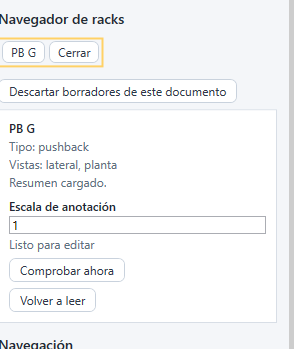 Navegador de racks
PB G Cerrar
Descartar borradores de este documento
PB G
Tipo: pushback
Vistas: lateral, planta
Resumen cargado.
Escala de anotación
1
Listo para editar
Comprobar ahora
Volver a leer
Navegación